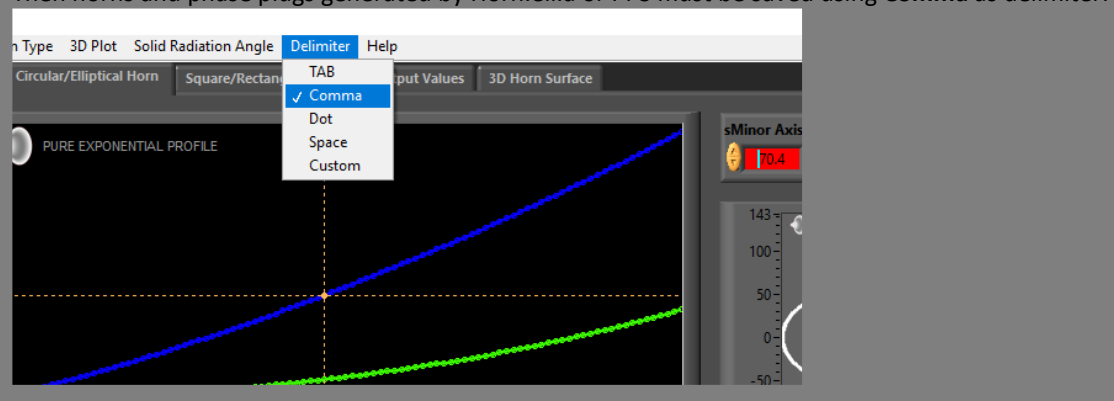 Type 3D Plot Solid Radiation Angle Delimiter Help
Circular/Elliptical Horn Square/Rectan put Values 3D Horn Surface
TAB
✓ Comma
Dot
Space
Custom
PURE EXPONENTIAL PROFILE
sMinor Axis
70.4
143
100
50
0
-50